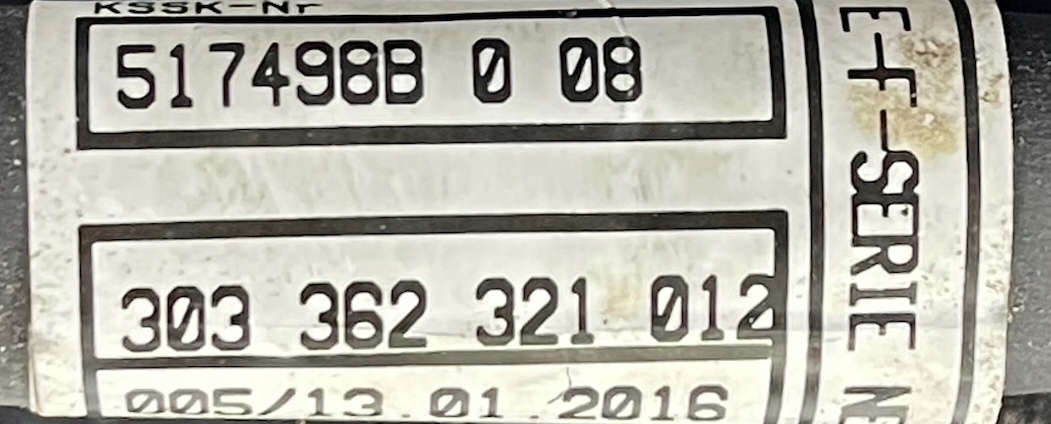 KSSK-Nr
517498B 0 08
303 362 321 012
005/13.01.2016
E-F-SERIE